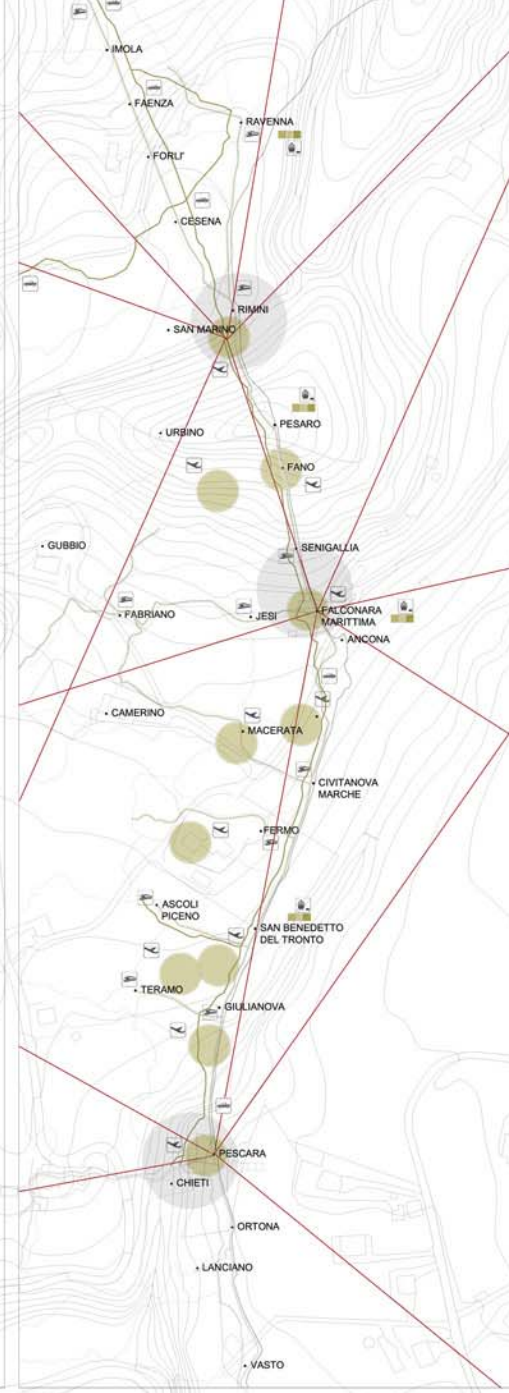 IMOLA
FAENZA
RAVENNA
FORLI'
CESENA
RIMINI
SAN MARINO
PESARO
URBINO
FANO
GUBBIO
SENIGALLIA
FABRIANO
JESI
FALCONARA
MARITTIMA
ANCONA
CAMERINO
MACERATA
CIVITANOVA
MARCHE
FERMO
ASCOLI
PICENO
SAN BENEDETTO
DEL TRONTO
TERAMO
GIULIANOVA
PESCARA
CHIETI
ORTONA
LANCIANO
VASTO